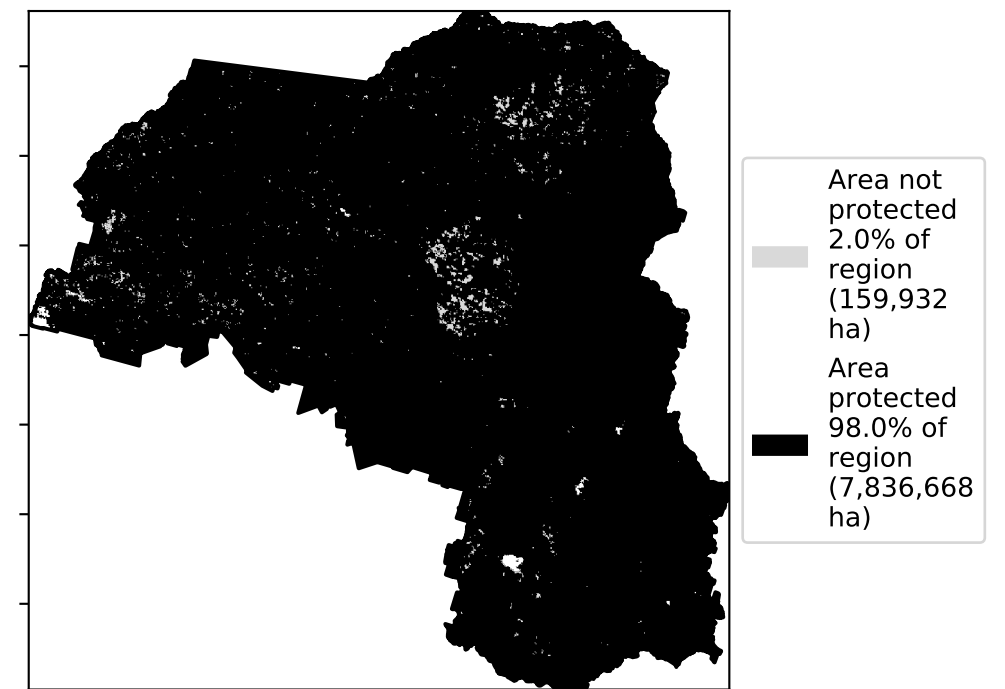 Area not
protected
2.0% of
region
(159,932
ha)
Area
protected
98.0% of
region
(7,836,668
ha)